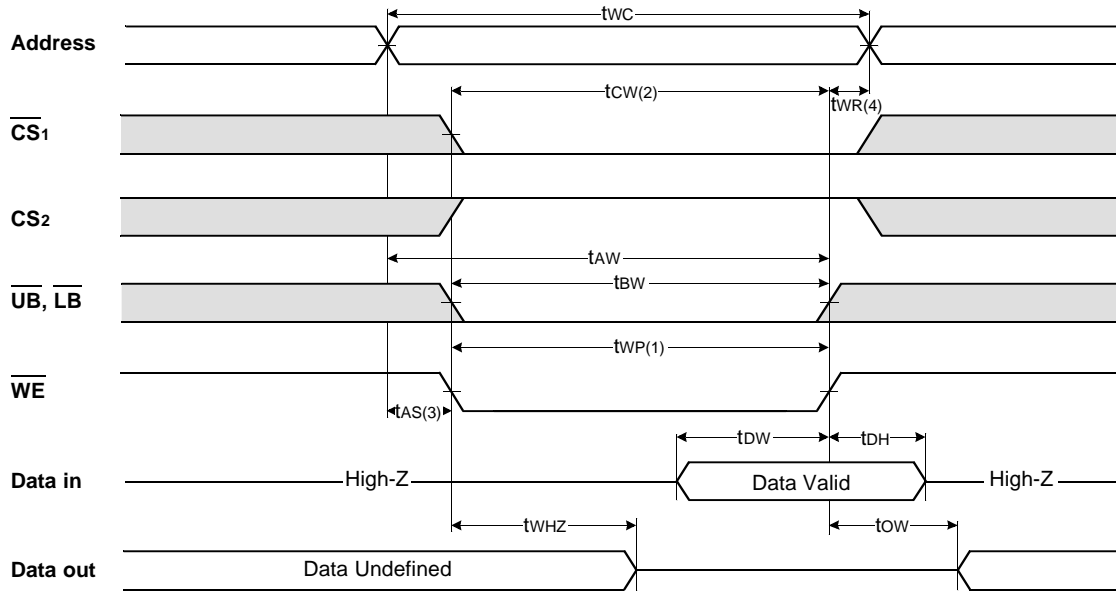 tWC
Address
tCW(2)
tWR(4)
CS1
CS2
tAW
tBW
UB, LB
tWP(1)
WE
tAS(3)
tDW
tDH
Data in
High-Z
Data Valid
High-Z
tWHZ
tOW
Data out
Data Undefined